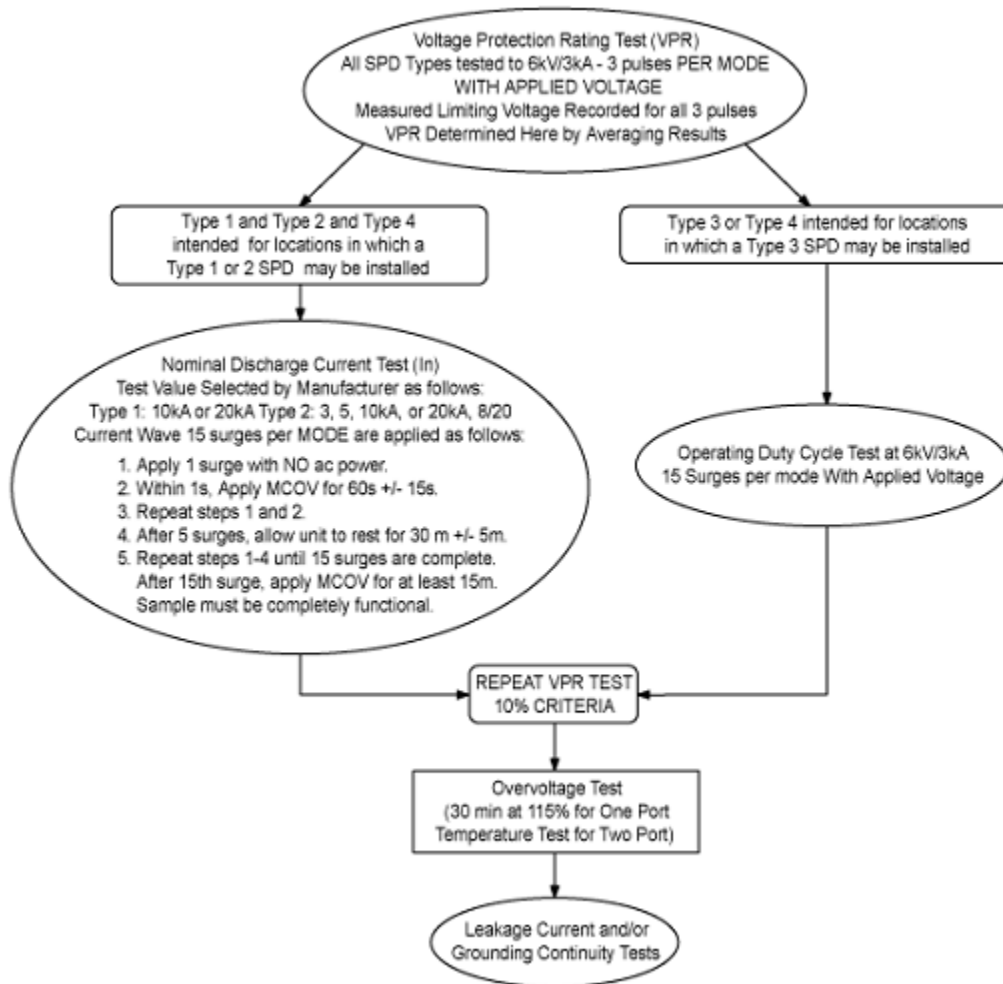 Voltage Protection Rating Test (VPR)
All SPD Types tested to 6kV/3kA - 3 pulses PER MODE
WITH APPLIED VOLTAGE
Measured Limiting Voltage Recorded for all 3 pulses
VPR Determined Here by Averaging Results
Type 1 and Type 2 and Type 4
intended for locations in which a
Type 1 or 2 SPD may be installed
Type 3 or Type 4 intended for locations
in which a Type 3 SPD may be installed
Nominal Discharge Current Test (In)
Test Value Selected by Manufacturer as follows:
Type 1: 10kA or 20kA Type 2: 3, 5, 10kA, or 20kA, 8/20
Current Wave 15 surges per MODE are applied as follows:
1. Apply 1 surge with NO ac power.
2. Within 1s, Apply MCOV for 60s +/- 15s.
3. Repeat steps 1 and 2.
4. After 5 surges, allow unit to rest for 30 m +/- 5m.
5. Repeat steps 1-4 until 15 surges are complete.
After 15th surge, apply MCOV for at least 15m.
Sample must be completely functional.
Operating Duty Cycle Test at 6kV/3kA
15 Surges per mode With Applied Voltage
REPEAT VPR TEST
10% CRITERIA
Overvoltage Test
(30 min at 115% for One Port
Temperature Test for Two Port)
Leakage Current and/or
Grounding Continuity Tests